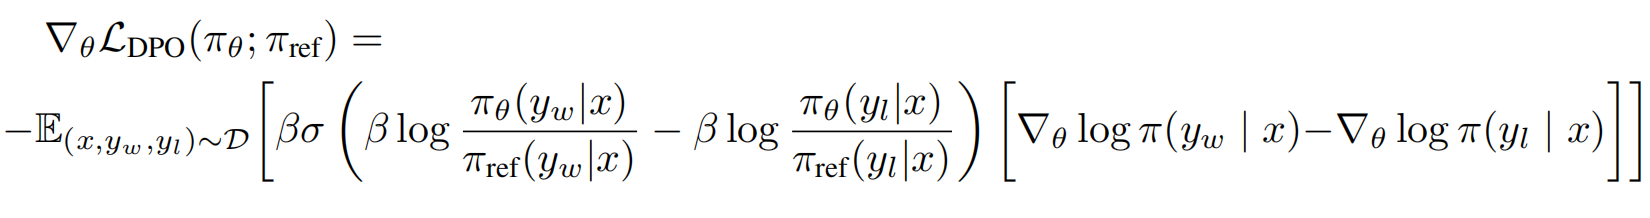 ∇θ ℒDPO(πθ; πref) =
−𝔼(x,yw,yl)∼𝒟 [ βσ ( β log πθ(yw|x) / πref(yw|x) − β log πθ(yl|x) / πref(yl|x) ) [ ∇θ log π(yw | x) − ∇θ log π(yl | x) ] ]